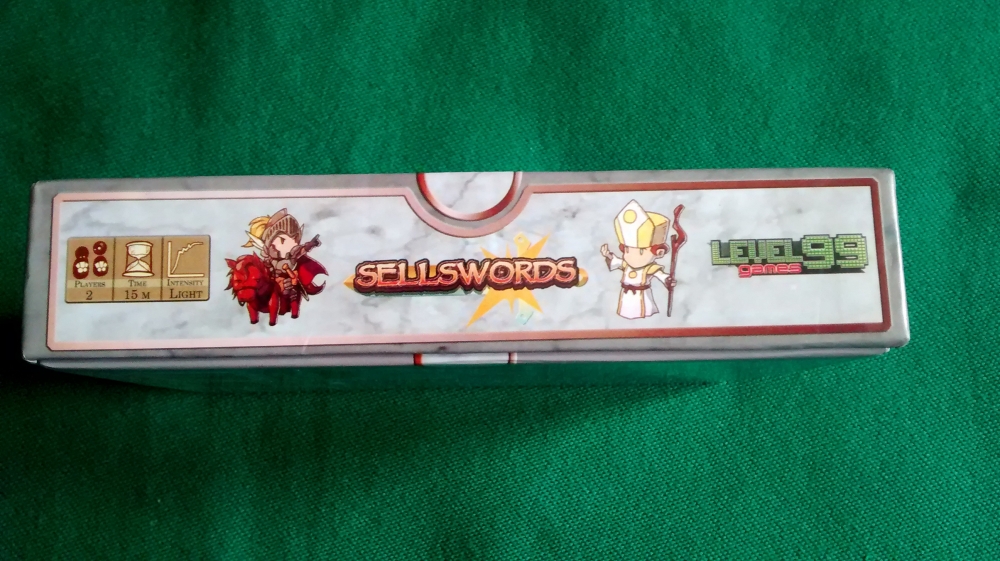 PLAYERS
2
TIME
15 M
INTENSITY
LIGHT
SELLSWORDS
LEVEL 99
games